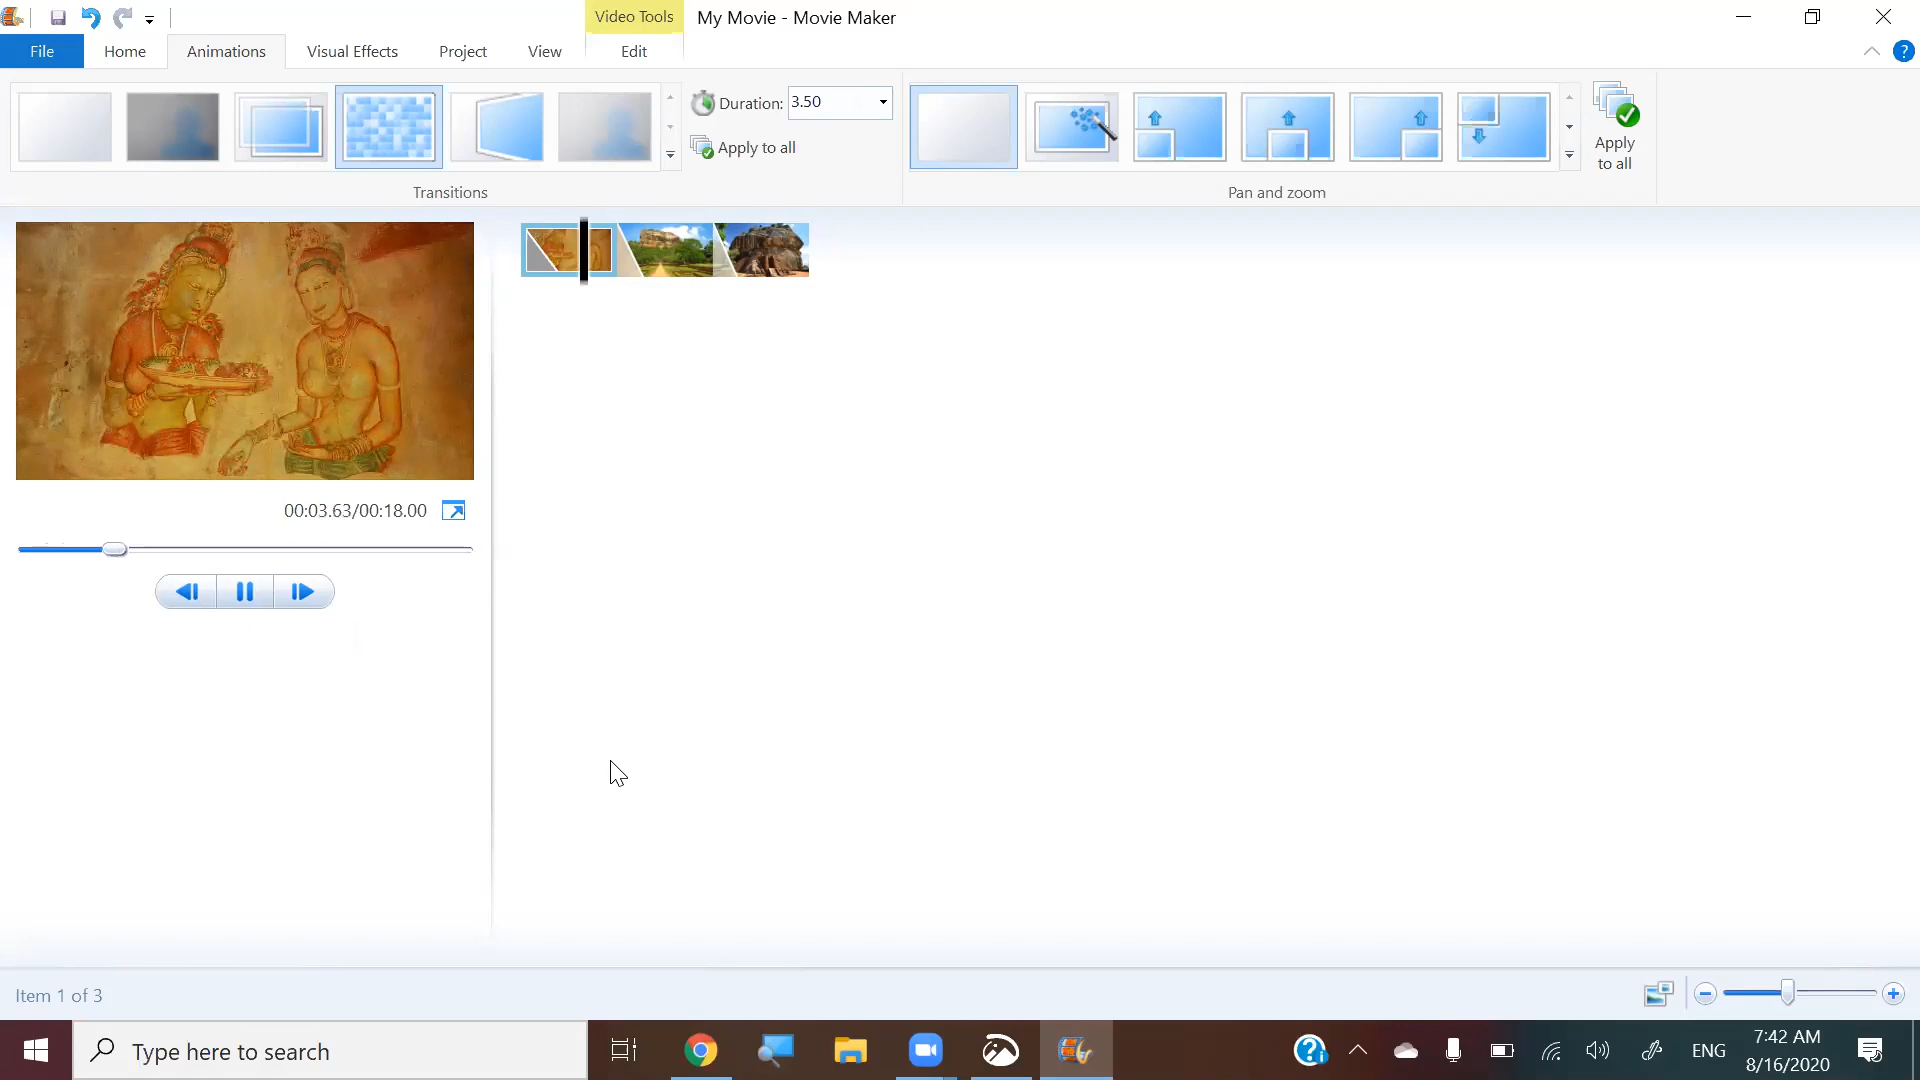 Video Tools
My Movie - Movie Maker
File
Home
Animations
Visual Effects
Project
View
Edit
Duration: 3.50
Apply to all
Transitions
Apply
to all
Pan and zoom
00:03.63/00:18.00
Item 1 of 3
Type here to search
ENG
7:42 AM
8/16/2020